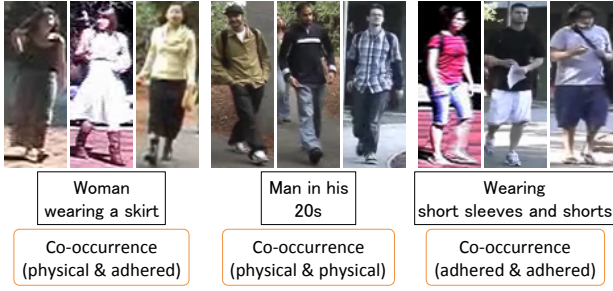 Woman
wearing a skirt
Man in his
20s
Wearing
short sleeves and shorts
Co-occurrence
(physical & adhered)
Co-occurrence
(physical & physical)
Co-occurrence
(adhered & adhered)